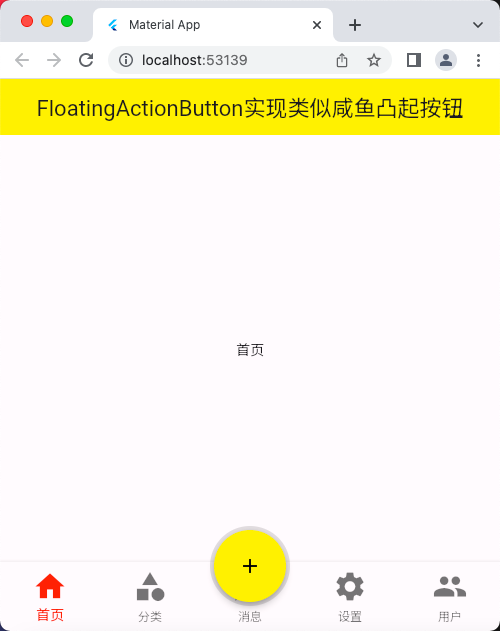 Material App
localhost:53139
FloatingActionButton实现类似咸鱼凸起按钮
首页
首页
分类
消息
设置
用户